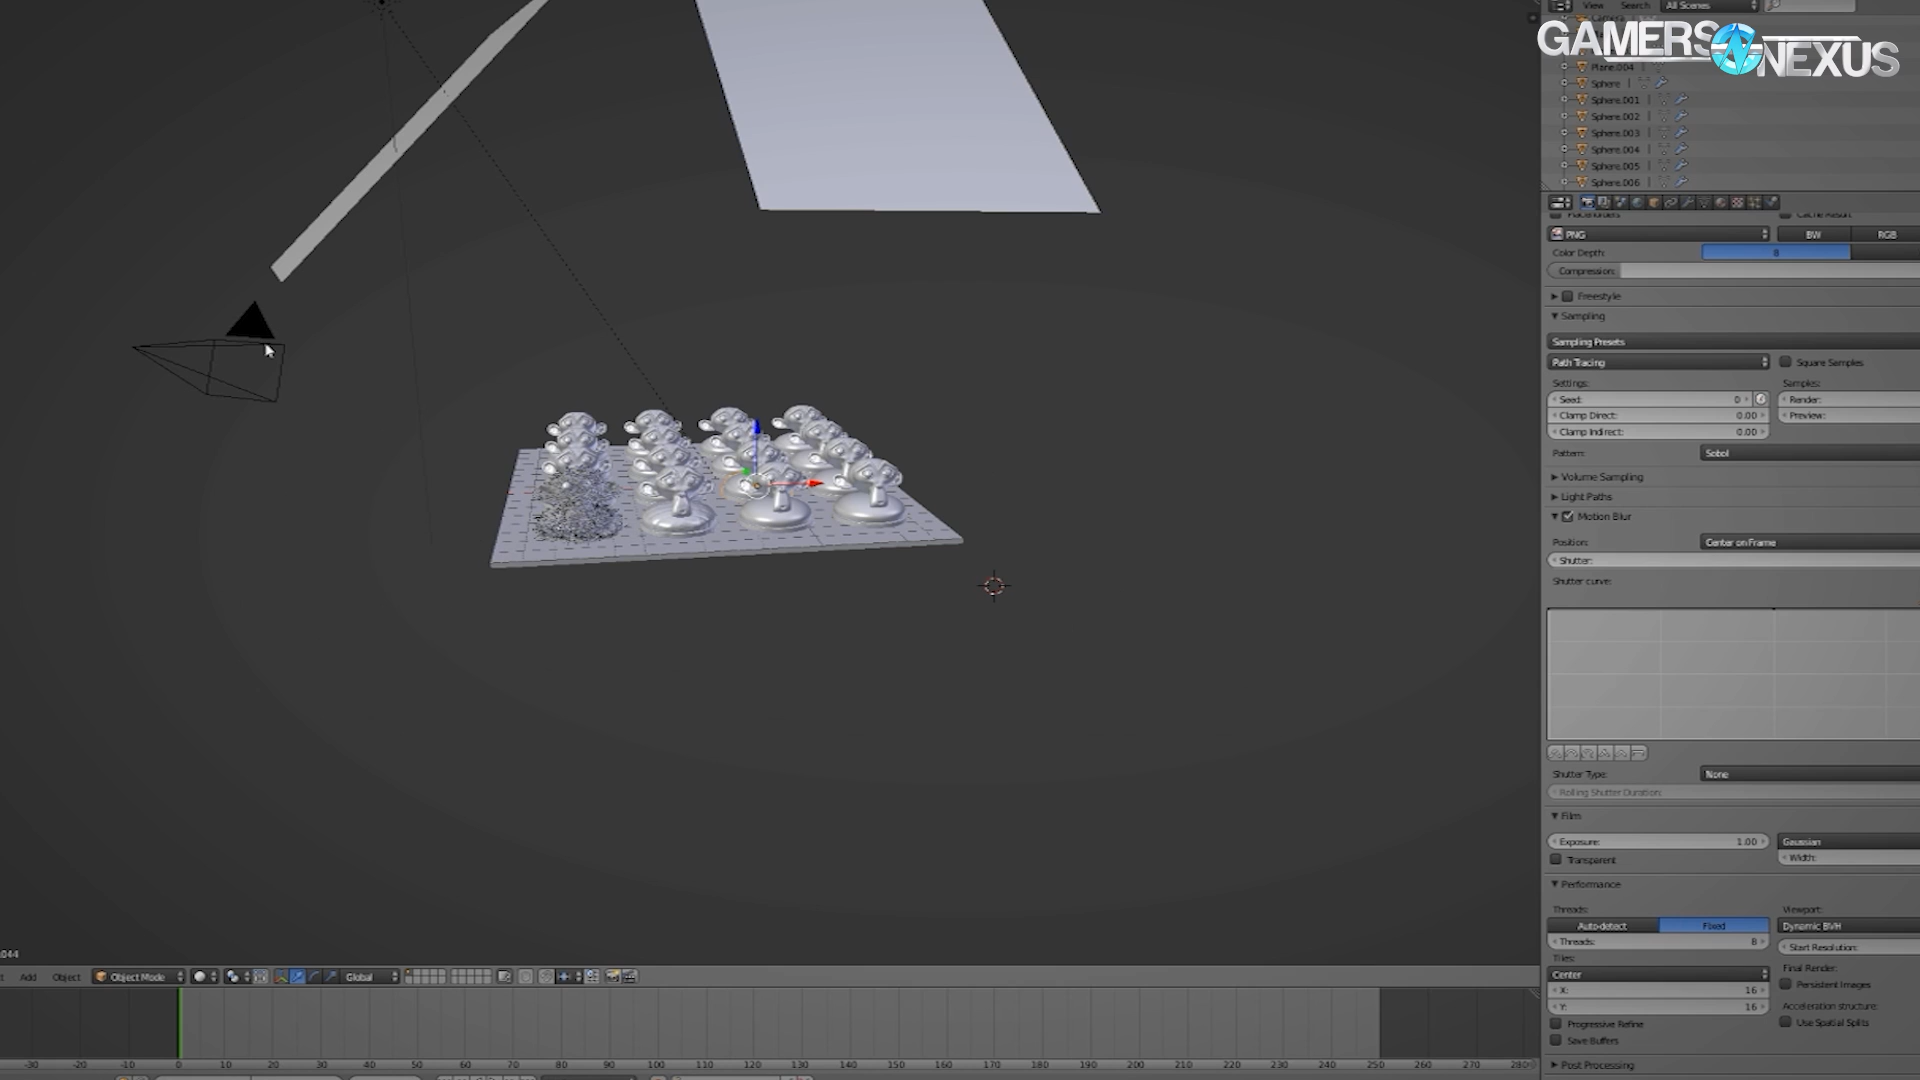 View Search All Scenes
GAMERS NEXUS
Plane.004
Sphere
Sphere.001
Sphere.002
Sphere.003
Sphere.004
Sphere.005
Sphere.006
Placeholders Cache Result
PNG BW RGB
Color Depth: 8
Compression:
Freestyle
Sampling
Sampling Presets
Path Tracing Square Samples
Settings: Samples:
Seed: 0 Render:
Clamp Direct: 0.00 Preview:
Clamp Indirect: 0.00
Pattern: Sobol
Volume Sampling
Light Paths
Motion Blur
Position: Center on Frame
Shutter:
Shutter curve:
Shutter Type: None
Rolling Shutter Duration:
Film
Exposure: 1.00 Gaussian
Transparent Width:
Performance
Threads: Viewport:
Auto-detect Fixed Dynamic BVH
Threads: 8 Start Resolution:
Tiles: Final Render:
Center Persistent Images
X: 16 Acceleration structure:
Y: 16 Use Spatial Splits
Progressive Refine
Save Buffers
Post Processing
.044
Add Object Object Mode Global
-30 -20 -10 0 10 20 30 40 50 60 70 80 90 100 110 120 130 140 150 160 170 180 190 200 210 220 230 240 250 260 270 280